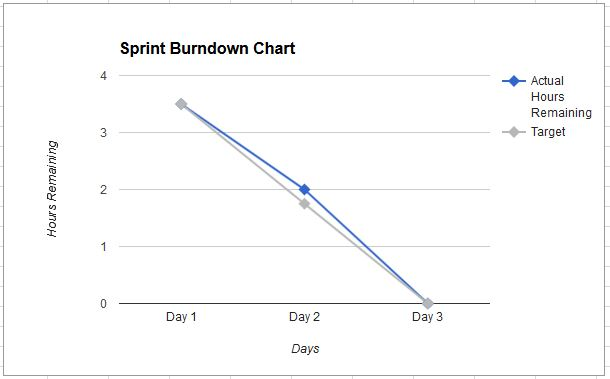 Sprint Burndown Chart
4
3
2
1
0
Hours Remaining
Day 1 Day 2 Day 3
Days
Actual
Hours
Remaining
Target